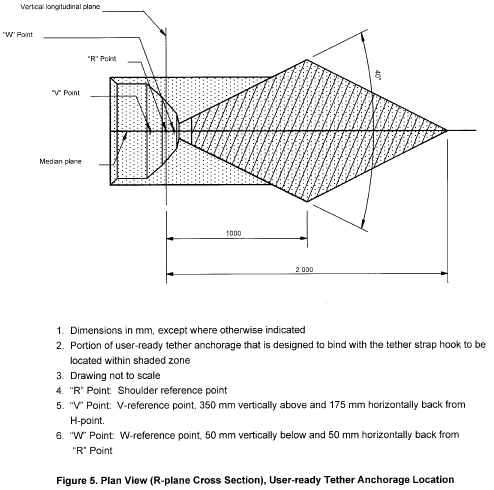 Vertical longitudinal plane
"W" Point
"R" Point
"V" Point
40°
Median plane
1000
2 000
1. Dimensions in mm, except where otherwise indicated
2. Portion of user-ready tether anchorage that is designed to bind with the tether strap hook to be
located within shaded zone
3. Drawing not to scale
4. "R" Point: Shoulder reference point
5. "V" Point: V-reference point, 350 mm vertically above and 175 mm horizontally back from
H-point.
6. "W" Point: W-reference point, 50 mm vertically below and 50 mm horizontally back from
"R" Point
Figure 5. Plan View (R-plane Cross Section), User-ready Tether Anchorage Location